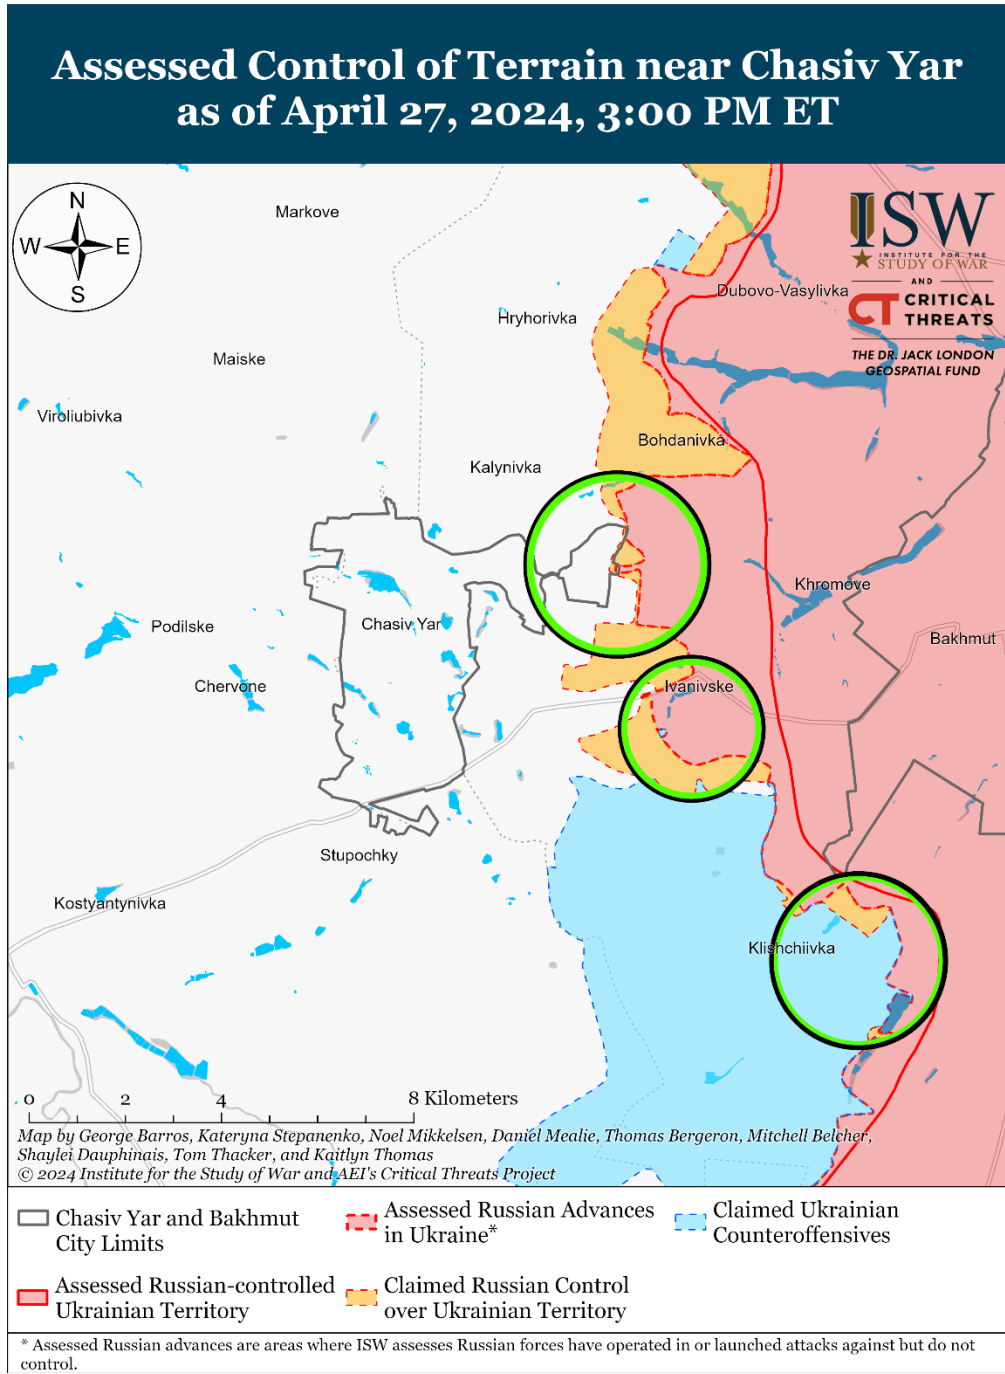 Assessed Control of Terrain near Chasiv Yar
as of April 27, 2024, 3:00 PM ET
N
W
E
S
Markove
ISW
INSTITUTE FOR THE
STUDY OF WAR
AND
CT CRITICAL
THREATS
THE DR. JACK LONDON
GEOSPATIAL FUND
Dubovo-Vasylivka
Hryhorivka
Maiske
Viroliubivka
Bohdanivka
Kalynivka
Khromove
Podilske
Chasiv Yar
Bakhmut
Chervone
Ivanivske
Stupochky
Kostyantynivka
Klishchiivka
0 2 4 8 Kilometers
Map by George Barros, Kateryna Stepanenko, Noel Mikkelsen, Daniel Mealie, Thomas Bergeron, Mitchell Belcher,
Shaylei Dauphinais, Tom Thacker, and Kaitlyn Thomas
© 2024 Institute for the Study of War and AEI's Critical Threats Project
Chasiv Yar and Bakhmut
City Limits
Assessed Russian Advances
in Ukraine*
Claimed Ukrainian
Counteroffensives
Assessed Russian-controlled
Ukrainian Territory
Claimed Russian Control
over Ukrainian Territory
* Assessed Russian advances are areas where ISW assesses Russian forces have operated in or launched attacks against but do not
control.